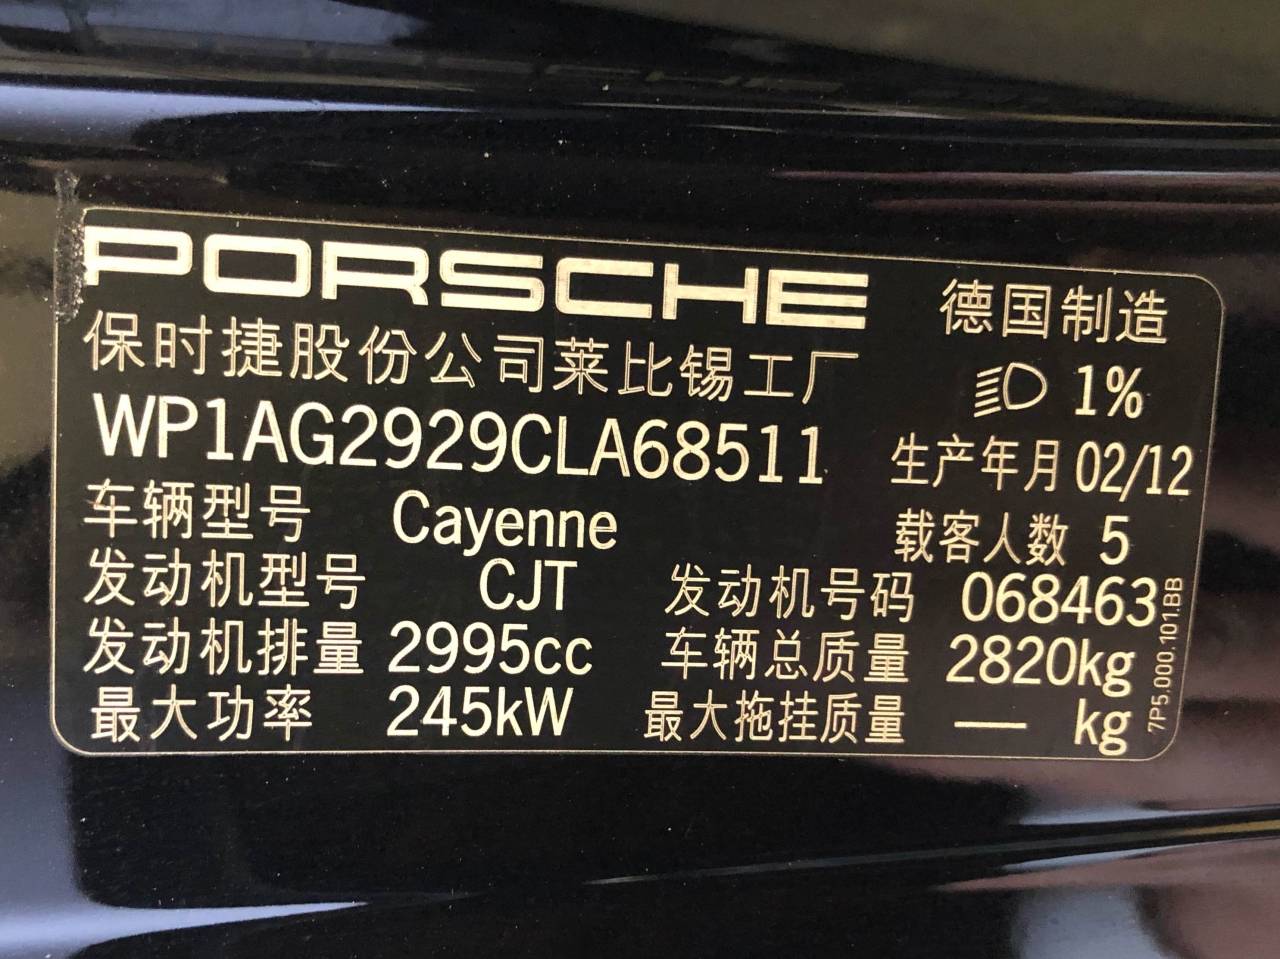 PORSCHE
德国制造
保时捷股份公司莱比锡工厂
1%
WP1AG2929CLA68511
生产年月 02/12
车辆型号 Cayenne
载客人数 5
发动机型号 CJT
发动机号码 068463
发动机排量 2995cc
车辆总质量 2820kg
最大功率 245kW
最大拖挂质量 — kg
7P5.000.101.BB